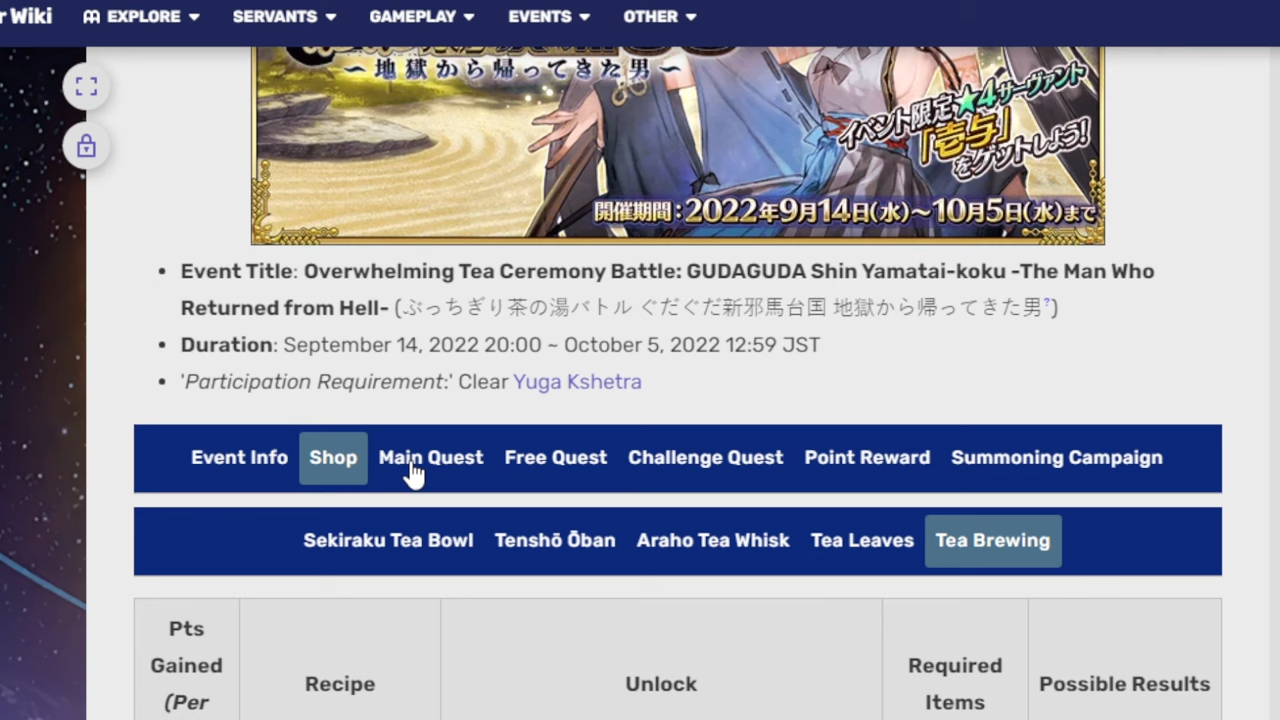 r Wiki EXPLORE SERVANTS GAMEPLAY EVENTS OTHER
～地獄から帰ってきた男～
イベント限定★4サーヴァント
「壱与」
をゲットしよう!
開催期間:2022年9月14日(水)～10月5日(水)まで
• Event Title: Overwhelming Tea Ceremony Battle: GUDAGUDA Shin Yamatai-koku -The Man Who
Returned from Hell- (ぶっちぎり茶の湯バトル ぐだぐだ新邪馬台国 地獄から帰ってきた男?)
• Duration: September 14, 2022 20:00 ~ October 5, 2022 12:59 JST
• 'Participation Requirement:' Clear Yuga Kshetra
Event Info Shop Main Quest Free Quest Challenge Quest Point Reward Summoning Campaign
Sekiraku Tea Bowl Tenshō Ōban Araho Tea Whisk Tea Leaves Tea Brewing
Pts
Gained
(Per
Recipe
Unlock
Required
Items
Possible Results